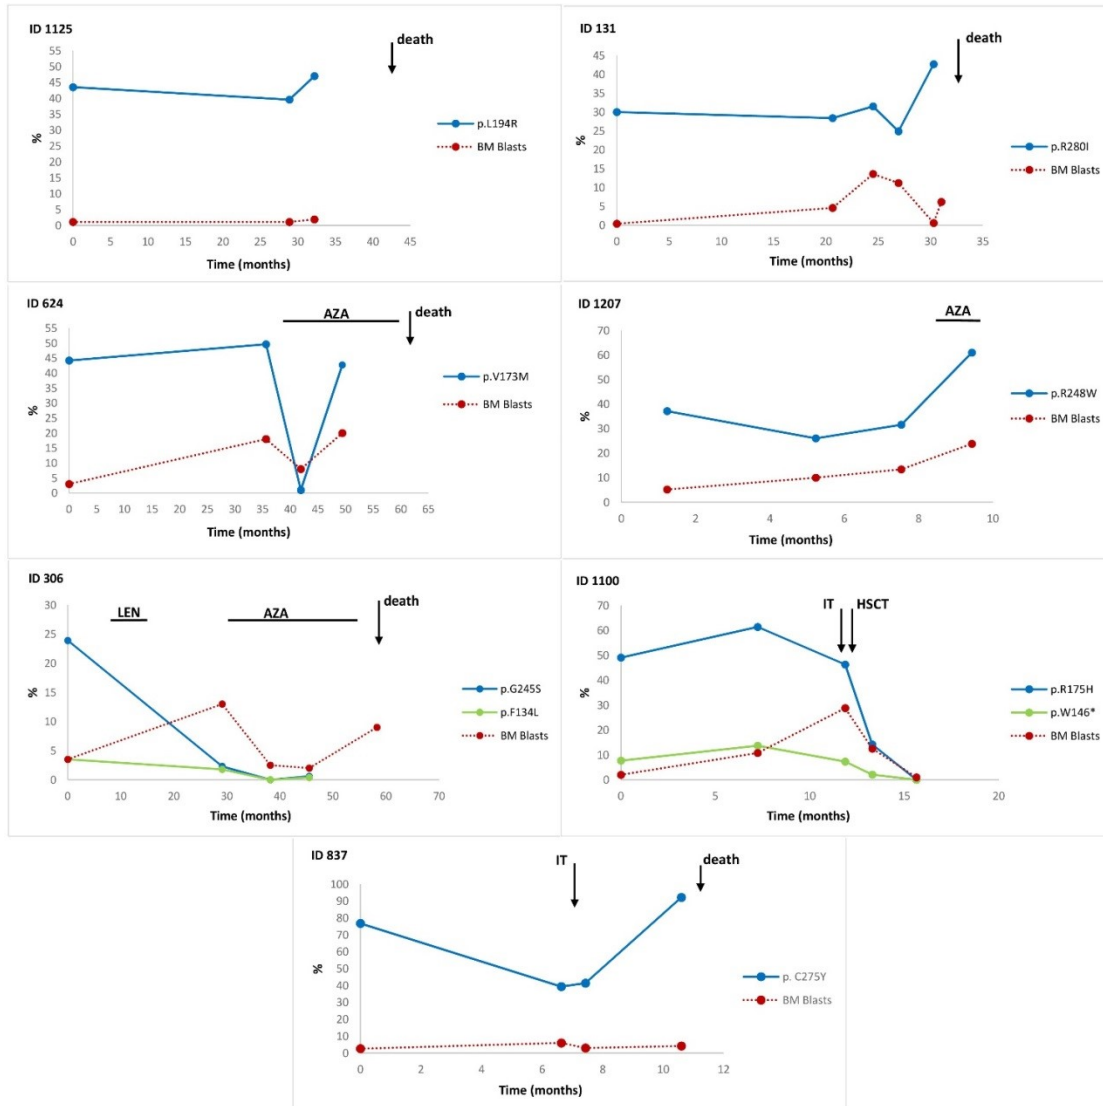 ID 1125
death
55
50
45
40
35
30
25
20
15
10
5
0
%
0 5 10 15 20 25 30 35 40 45
Time (months)
p.L194R
BM Blasts
ID 131
death
45
40
35
30
25
20
15
10
5
0
%
0 5 10 15 20 25 30 35
Time (months)
p.R280I
BM Blasts
ID 624
AZA
death
55
50
45
40
35
30
25
20
15
10
5
0
%
0 5 10 15 20 25 30 35 40 45 50 55 60 65
Time (months)
p.V173M
BM Blasts
ID 1207
AZA
70
60
50
40
30
20
10
0
%
0 2 4 6 8 10
Time (months)
p.R248W
BM Blasts
ID 306
LEN
AZA
death
30
25
20
15
10
5
0
%
0 10 20 30 40 50 60 70
Time (months)
p.G245S
p.F134L
BM Blasts
ID 1100
IT HSCT
70
60
50
40
30
20
10
0
%
0 5 10 15 20
Time (months)
p.R175H
p.W146*
BM Blasts
ID 837
IT
death
100
90
80
70
60
50
40
30
20
10
0
%
0 2 4 6 8 10 12
Time (months)
p. C275Y
BM Blasts